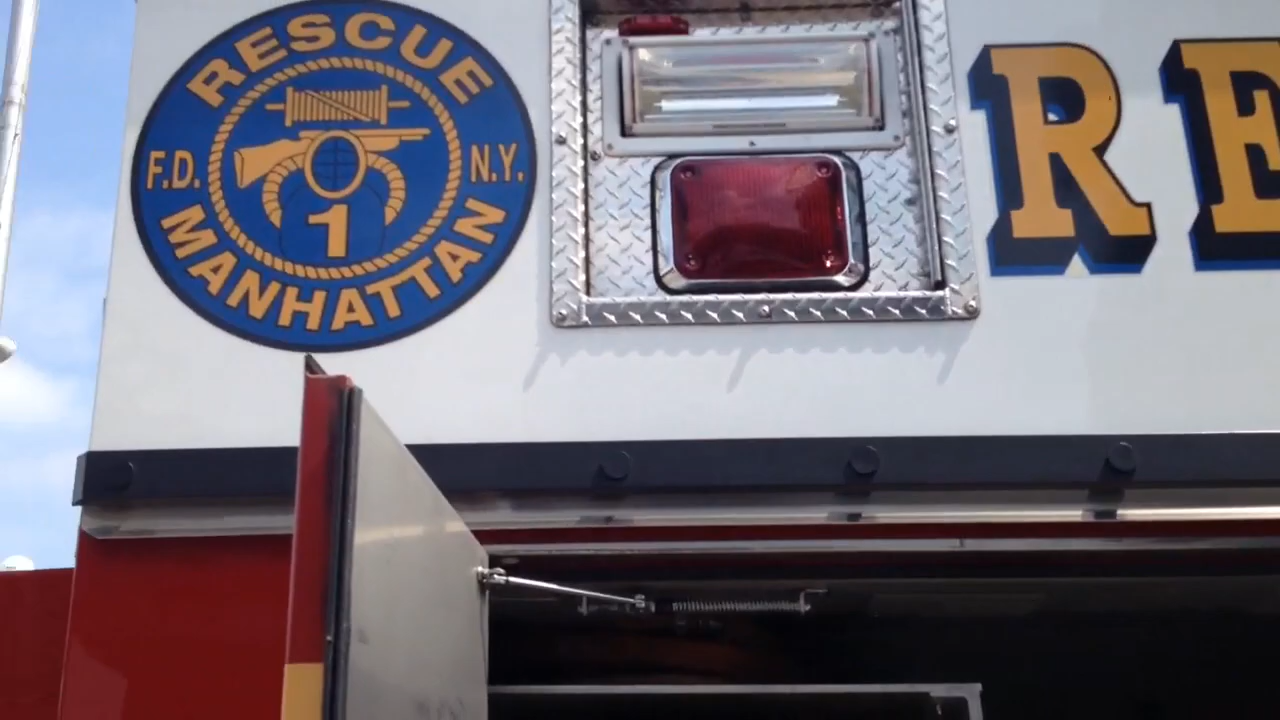 RESCUE
F.D. N.Y.
1
MANHATTAN
RE